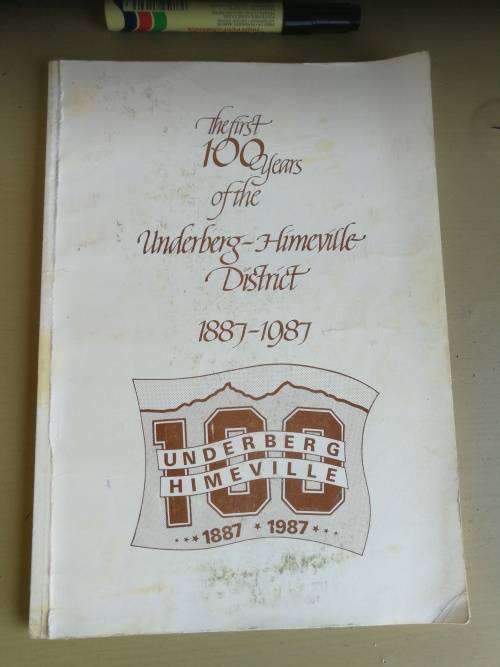 The first
100 Years
of the
Underberg-Himeville
District
1887-1987
100
UNDERBERG
HIMEVILLE
1887 1987